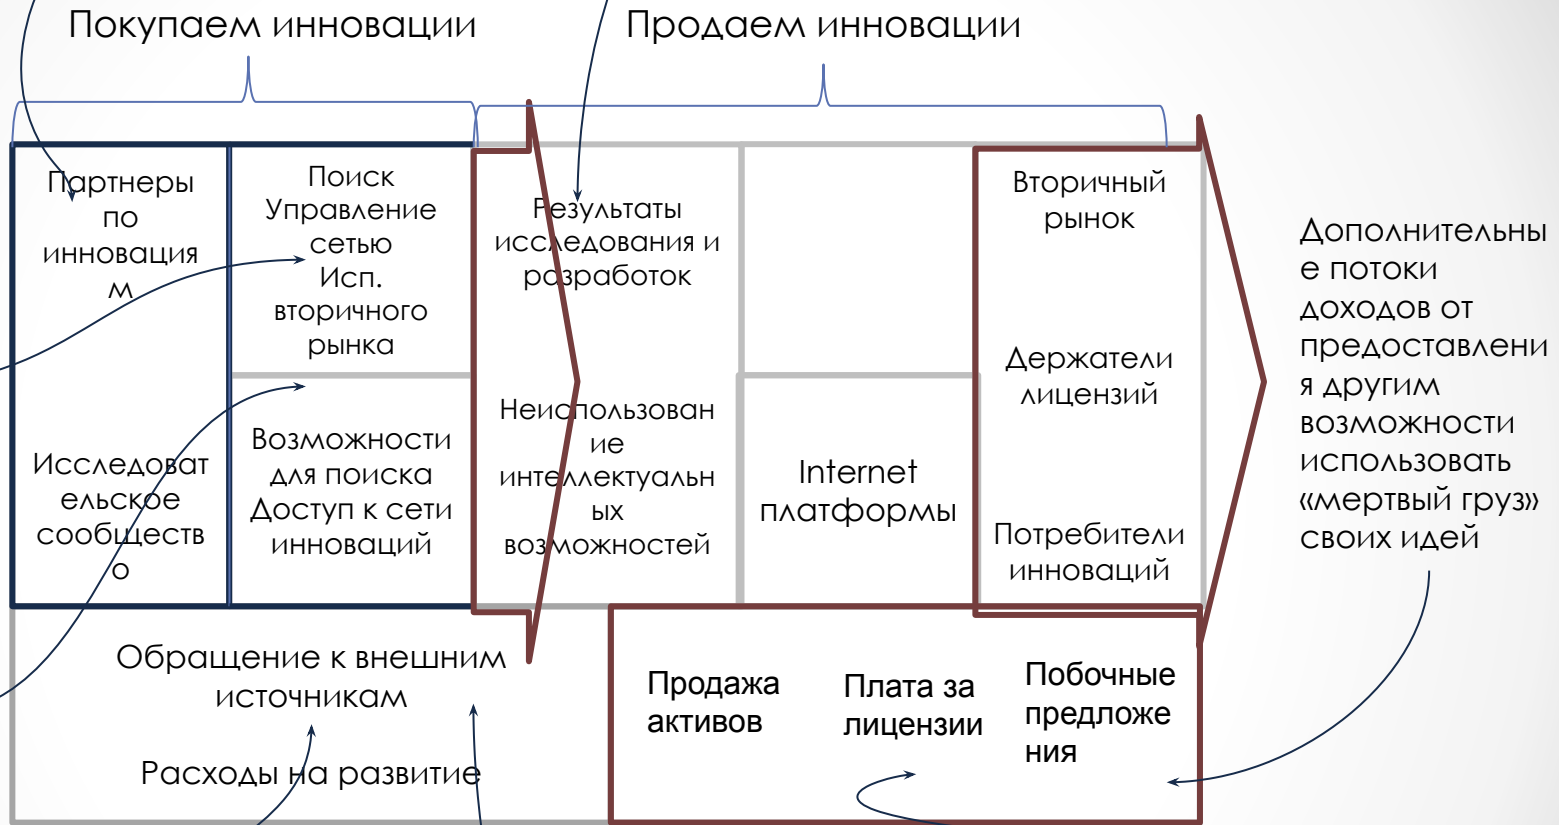 Покупаем инновации
Продаем инновации
Партнеры
по
инновация
м
Исследоват
ельское
сообществ
о
Поиск
Управление
сетью
Исп.
вторичного
рынка
Возможности
для поиска
Доступ к сети
инноваций
Результаты
исследования и
разработок
Неиспользован
ие
интеллектуальн
ых
возможностей
Internet
платформы
Вторичный
рынок
Держатели
лицензий
Потребители
инноваций
Дополнительны
е потоки
доходов от
предоставлени
я другим
возможности
использовать
«мертвый груз»
своих идей
Обращение к внешним
источникам
Расходы на развитие
Продажа
активов
Плата за
лицензии
Побочные
предложе
ния